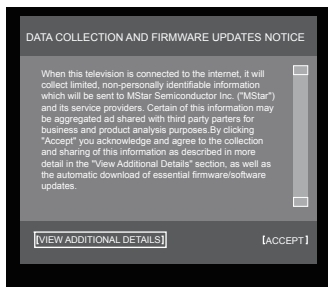 DATA COLLECTION AND FIRMWARE UPDATES NOTICE
When this television is connected to the internet, it will
collect limited, non-personally identifiable information
which will be sent to MStar Semiconductor Inc. ("MStar")
and its service providers. Certain of this information may
be aggregated ad shared with third party parters for
business and product analysis purposes.By clicking
"Accept" you acknowledge and agree to the collection
and sharing of this information as described in more
detail in the "View Additional Details" section, as well as
the automatic download of essential firmware/software
updates.
[VIEW ADDITIONAL DETAILS] [ACCEPT]